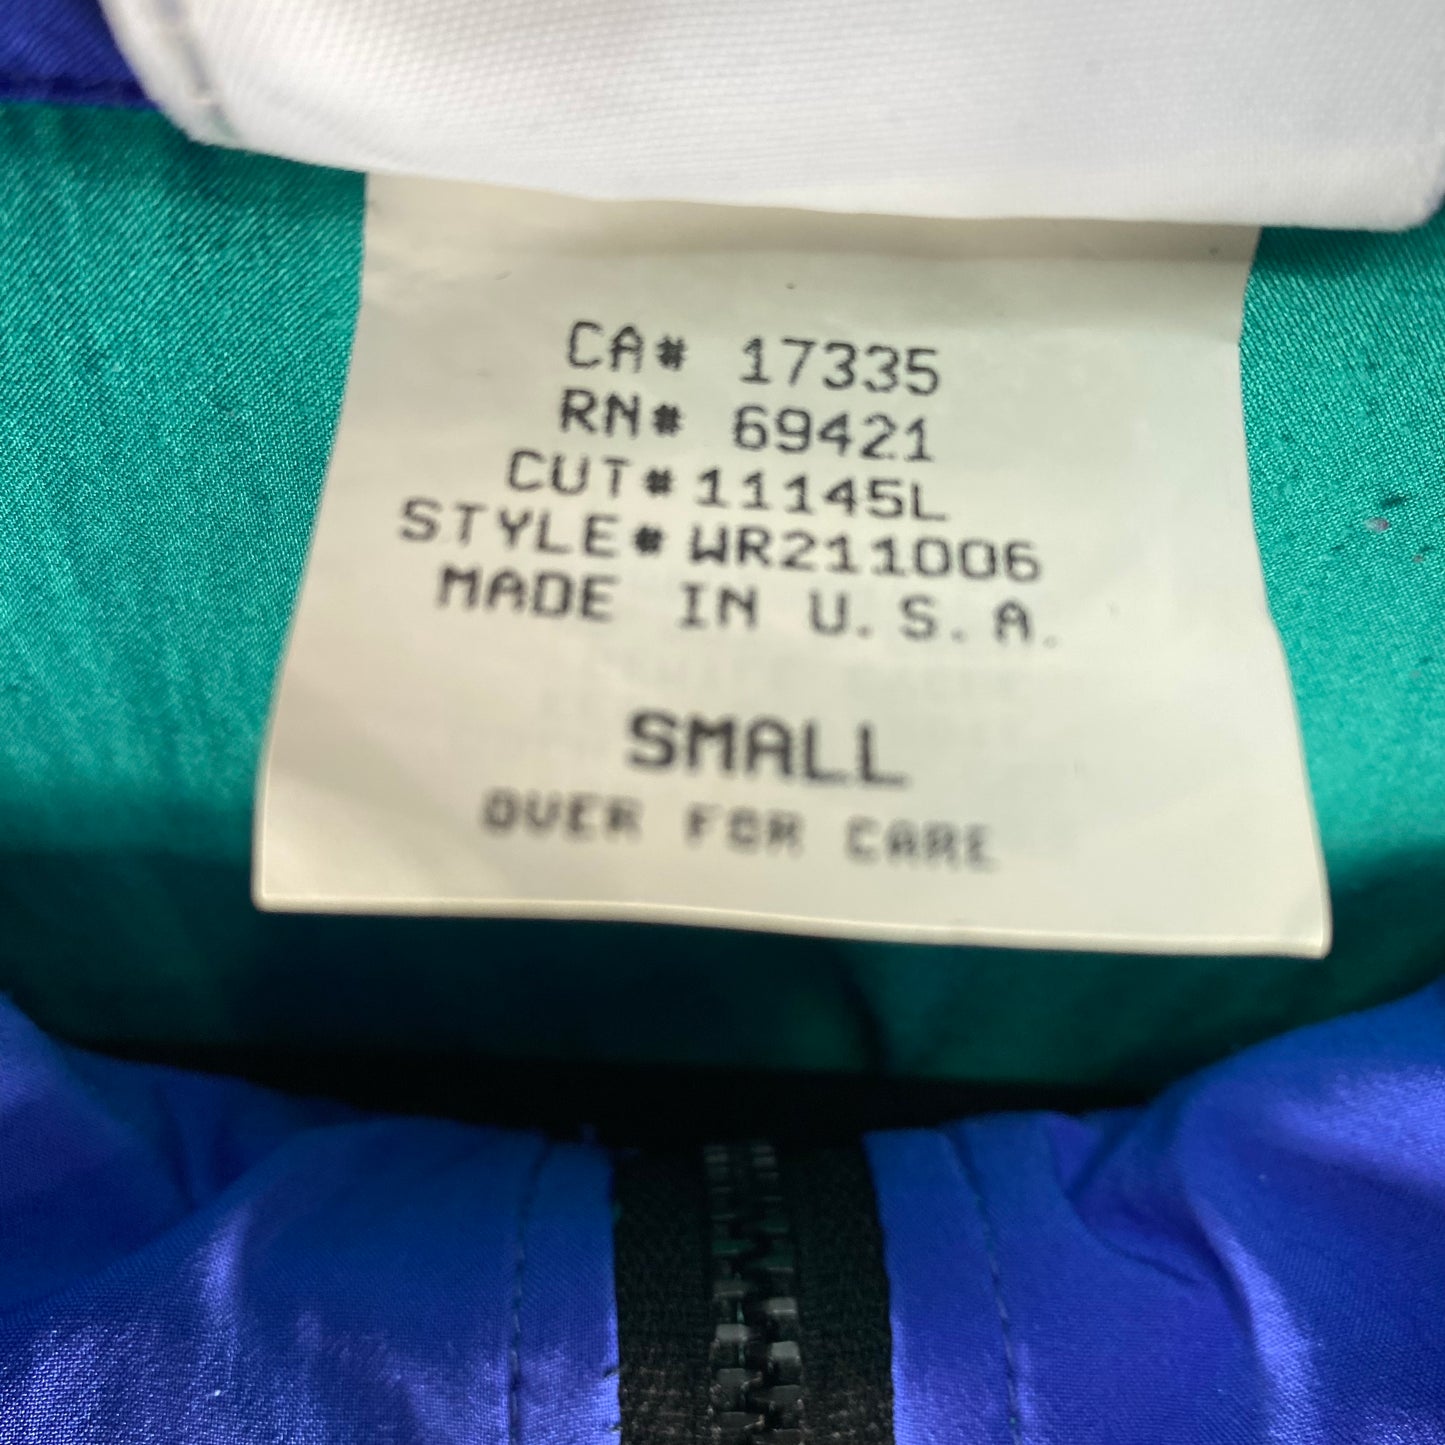 CA# 17335
RN# 69421
CUT#11145L
STYLE#WR211006
MADE IN U.S.A.
SMALL
OVER FOR CARE